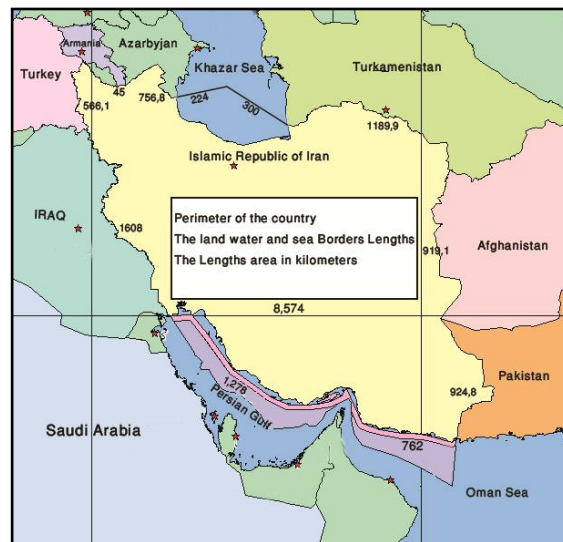 Armania
Azarbyjan
Turkey
Khazar Sea
Turkamenistan
45
756,8
224
300
566,1
1189,9
Islamic Republic of Iran
IRAQ
1608
Perimeter of the country
The land water and sea Borders Lengths
The Lengths area in kilometers
919,1
Afghanistan
8,574
1,278
Persian Gulf
924,8
Pakistan
Saudi Arabia
762
Oman Sea